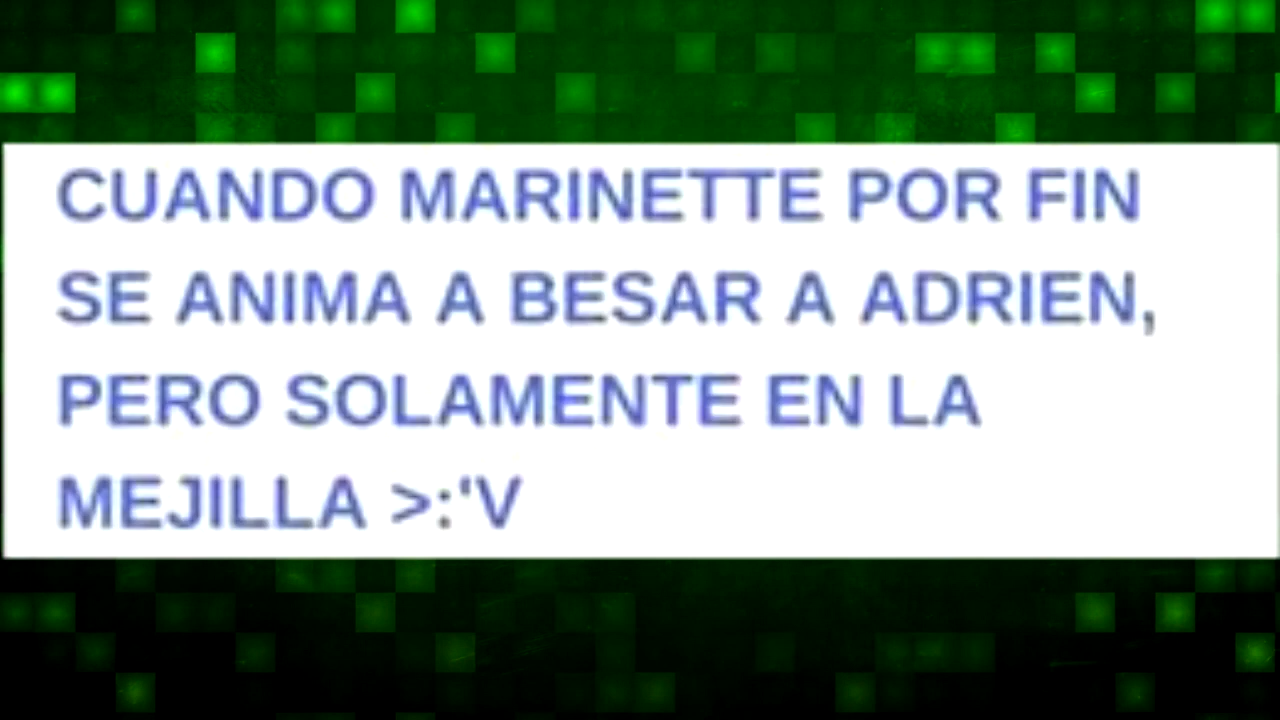 CUANDO MARINETTE POR FIN
SE ANIMA A BESAR A ADRIEN,
PERO SOLAMENTE EN LA
MEJILLA >:‘V